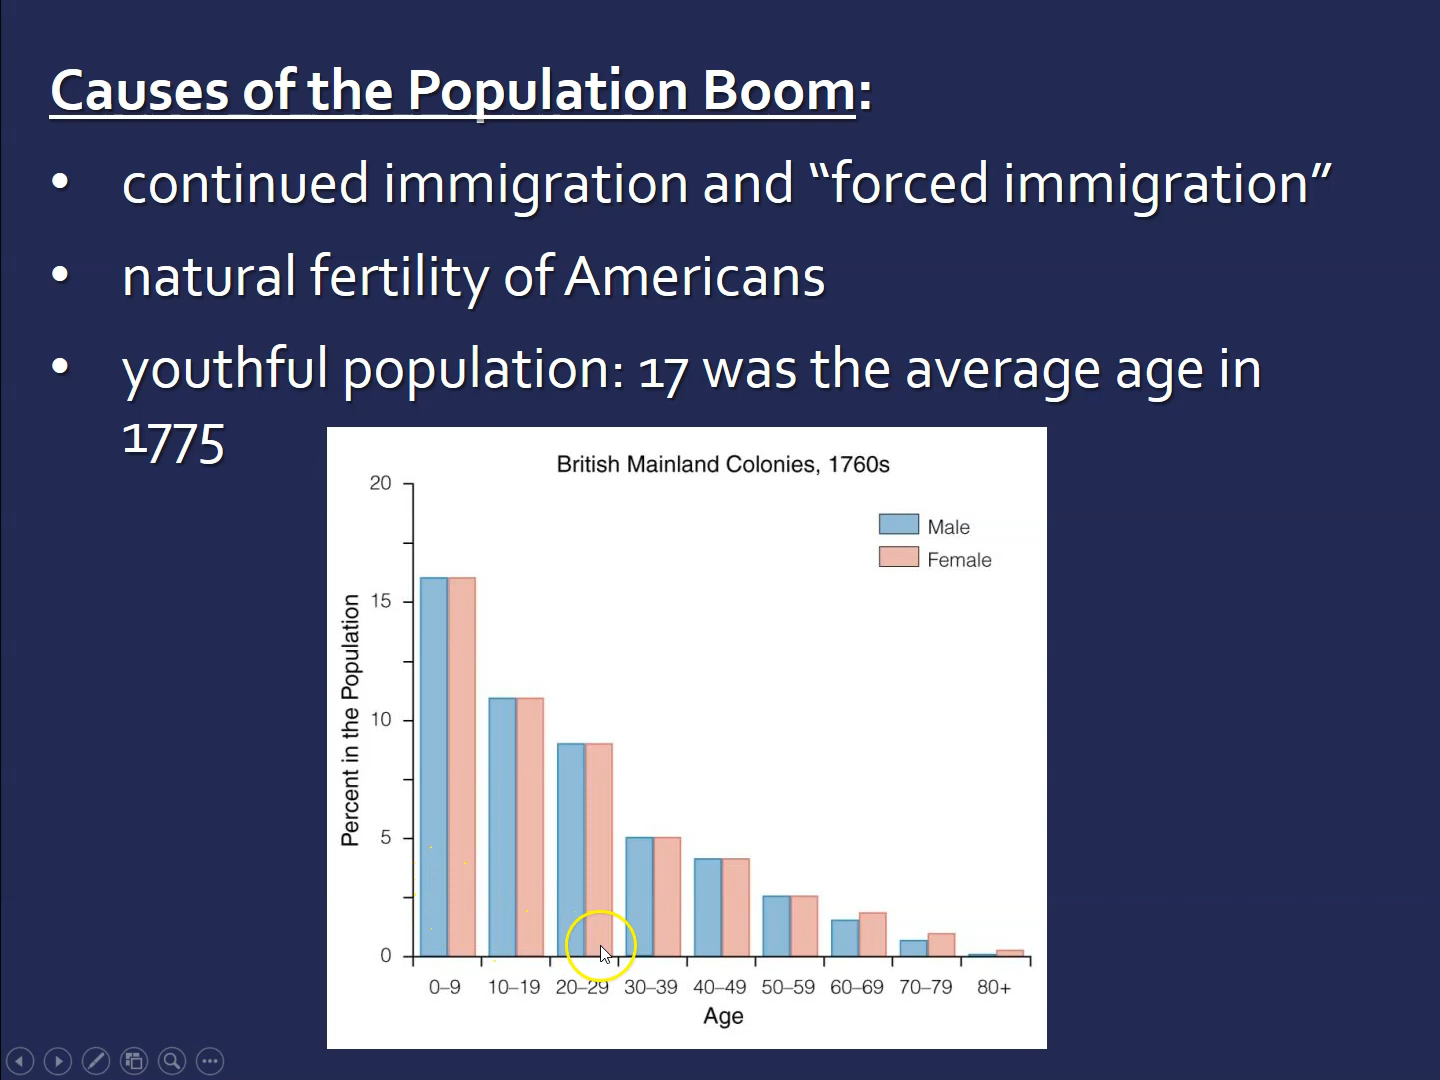 Causes of the Population Boom:
• continued immigration and “forced immigration”
• natural fertility of Americans
• youthful population: 17 was the average age in
1775
British Mainland Colonies, 1760s
20
15
10
5
0
Percent in the Population
Male
Female
0–9 10–19 20–29 30–39 40–49 50–59 60–69 70–79 80+
Age